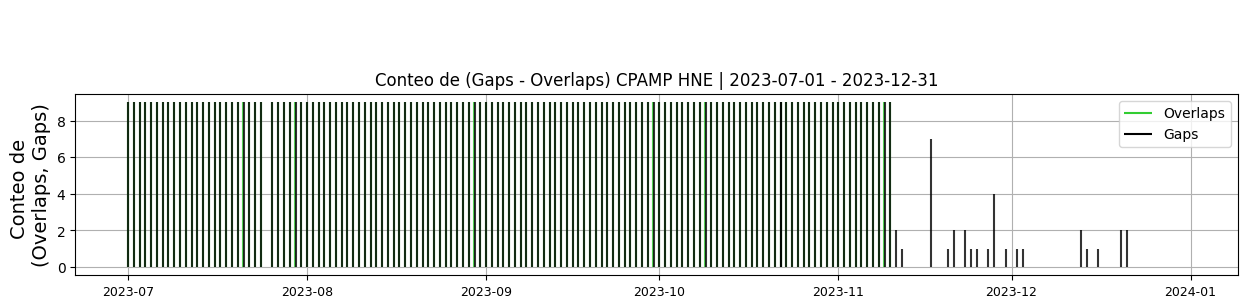 Conteo de (Gaps - Overlaps) CPAMP HNE | 2023-07-01 - 2023-12-31
Conteo de
(Overlaps, Gaps)
8
6
4
2
0
Overlaps
Gaps
2023-07 2023-08 2023-09 2023-10 2023-11 2023-12 2024-01